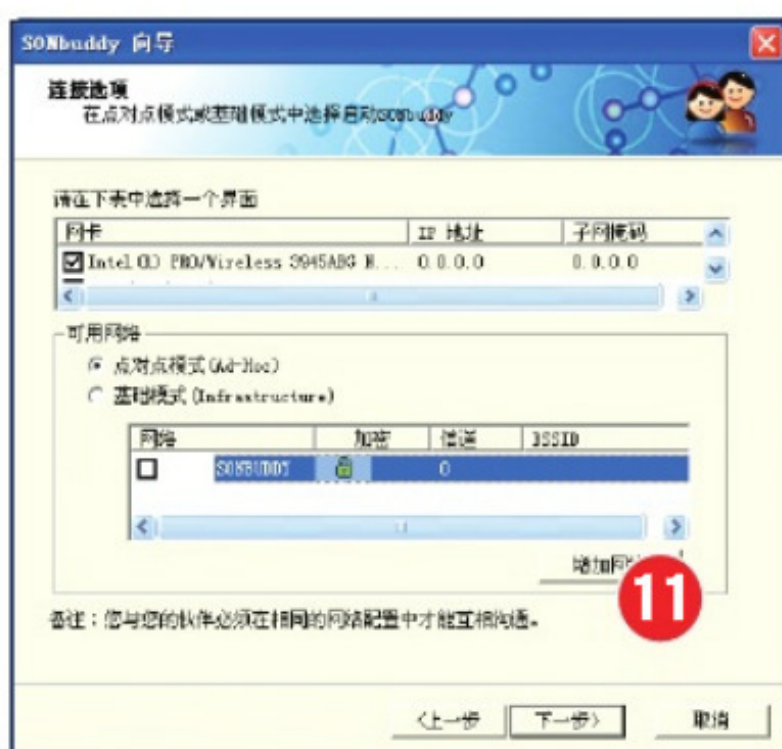 SONbuddy 向导
连接选项
在点对点模式或基础模式中选择启动SONbuddy
请在下表中选择一个界面
网卡 IP 地址 子网掩码
Intel(R) PRO/Wireless 3945ABG N... 0.0.0.0 0.0.0.0
可用网络
点对点模式(Ad-Hoc)
基础模式(Infrastructure)
网络 加密 信道 BSSID
SONBUDDY 0
增加网
11
备注：您与您的伙伴必须在相同的网络配置中才能互相沟通。
<上一步 下一步> 取消